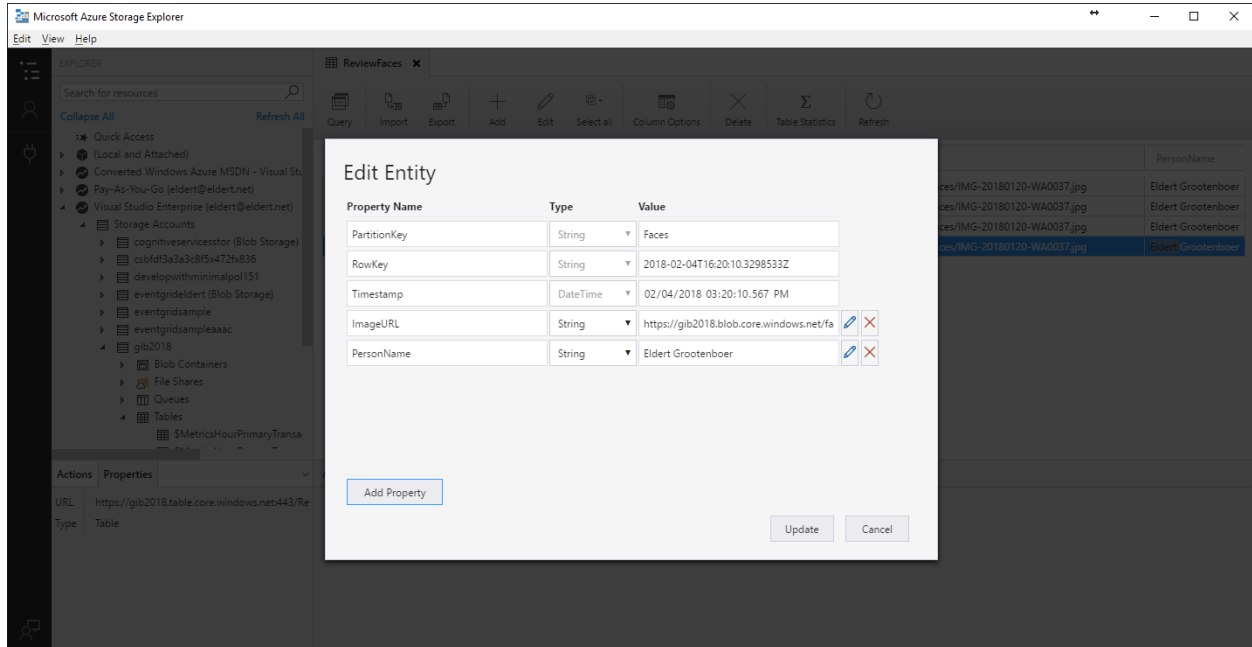 Microsoft Azure Storage Explorer
Edit View Help
EXPLORER
Search for resources
Collapse All Refresh All
Quick Access
(Local and Attached)
Converted Windows Azure MSDN - Visual Stu
Pay-As-You-Go (eldert@eldert.net)
Visual Studio Enterprise (eldert@eldert.net)
Storage Accounts
cognitiveservicesstor (Blob Storage)
csbfdf3a3a3c8f5x472fx836
developwithminimalpol151
eventgrideldert (Blob Storage)
eventgridsample
eventgridsampleaaac
gib2018
Blob Containers
File Shares
Queues
Tables
$MetricsHourPrimaryTransa
Actions Properties
URL https://gib2018.table.core.windows.net:443/Re
Type Table
ReviewFaces
Query Import Export Add Edit Select all Column Options Delete Table Statistics Refresh
PersonName
ces/IMG-20180120-WA0037.jpg Eldert Grootenboer
ces/IMG-20180120-WA0037.jpg Eldert Grootenboer
ces/IMG-20180120-WA0037.jpg Eldert Grootenboer
ces/IMG-20180120-WA0037.jpg Eldert Grootenboer
Edit Entity
Property Name Type Value
PartitionKey String Faces
RowKey String 2018-02-04T16:20:10.3298533Z
Timestamp DateTime 02/04/2018 03:20:10.567 PM
ImageURL String https://gib2018.blob.core.windows.net/fa
PersonName String Eldert Grootenboer
Add Property
Update Cancel